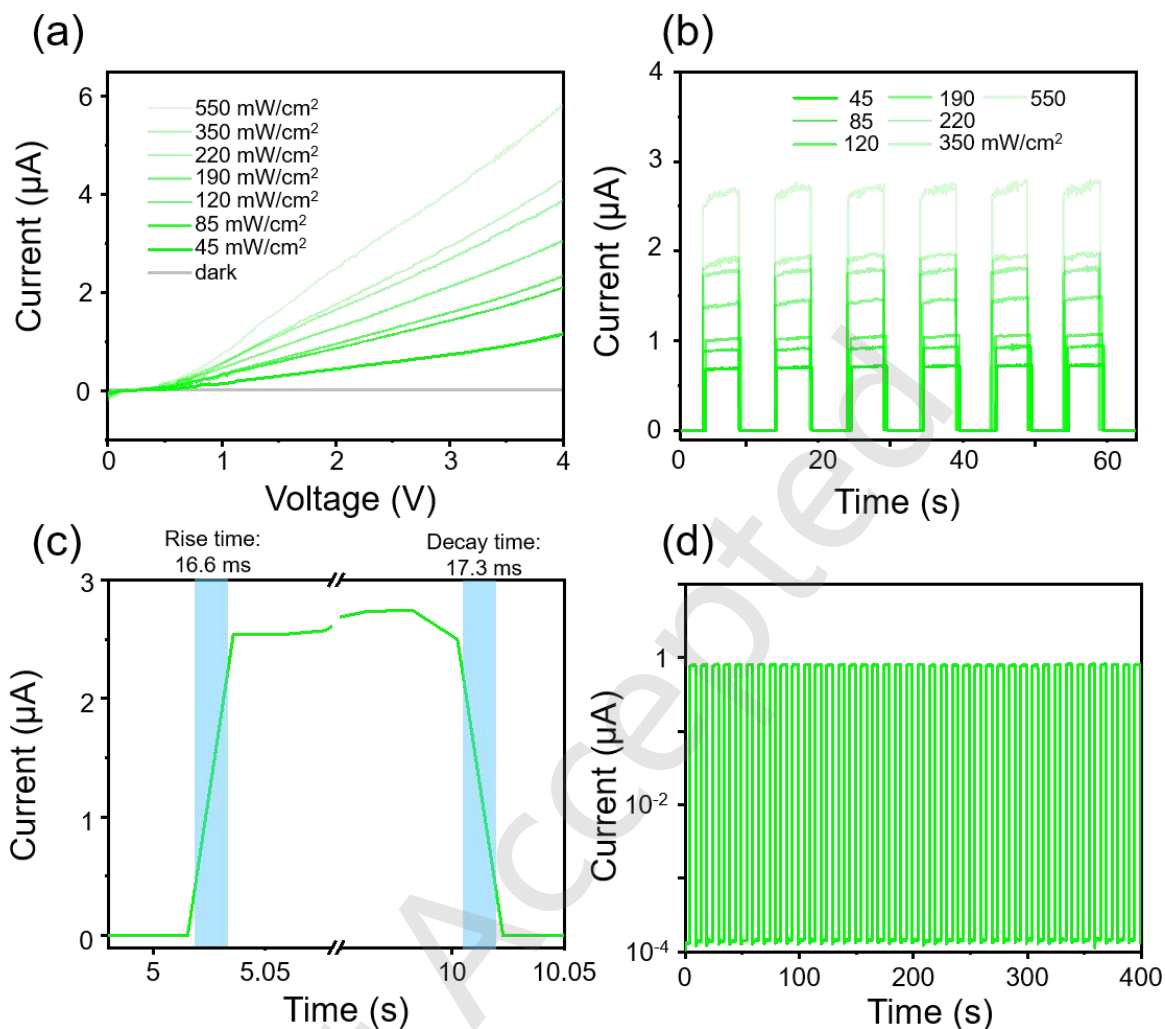 (a)
Current (µA)
6
4
2
0
550 mW/cm²
350 mW/cm²
220 mW/cm²
190 mW/cm²
120 mW/cm²
85 mW/cm²
45 mW/cm²
dark
0 1 2 3 4
Voltage (V)
(b)
Current (µA)
4
3
2
1
0
45 190 550
85 220
120 350 mW/cm²
0 20 40 60
Time (s)
(c)
Rise time:
16.6 ms
Decay time:
17.3 ms
Current (µA)
3
2
1
0
5 5.05 10 10.05
Time (s)
(d)
Current (µA)
1
10⁻²
10⁻⁴
0 100 200 300 400
Time (s)
Accepted